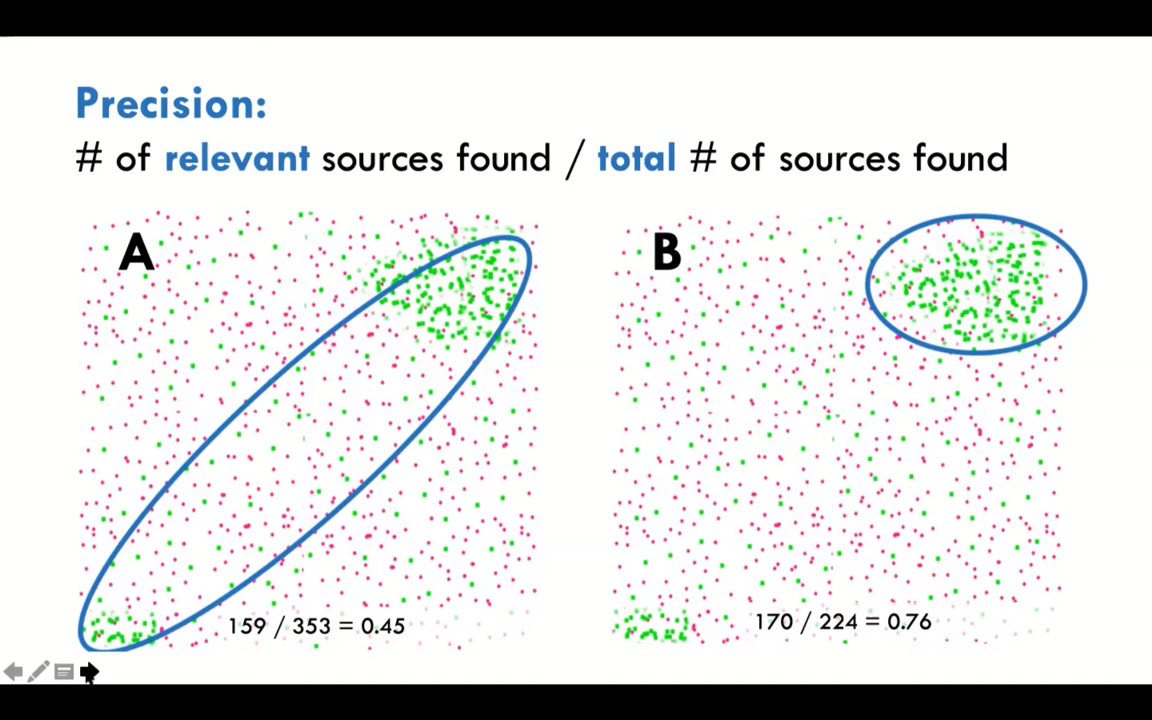 Precision:
# of relevant sources found / total # of sources found
A
B
159 / 353 = 0.45
170 / 224 = 0.76